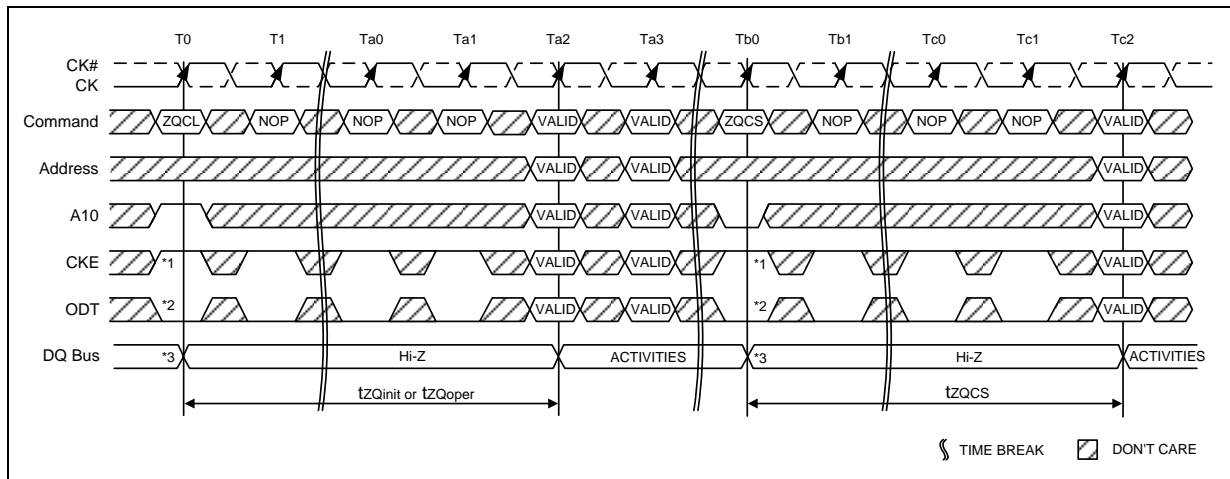 T0 T1 Ta0 Ta1 Ta2 Ta3 Tb0 Tb1 Tc0 Tc1 Tc2
CK#
CK
Command ZQCL NOP NOP NOP VALID VALID ZQCS NOP NOP NOP VALID
Address VALID VALID VALID
A10 VALID VALID VALID
CKE *1 VALID VALID *1 VALID
ODT *2 VALID VALID *2 VALID
DQ Bus *3 Hi-Z ACTIVITIES *3 Hi-Z ACTIVITIES
tZQinit or tZQoper tZQCS
TIME BREAK DON'T CARE